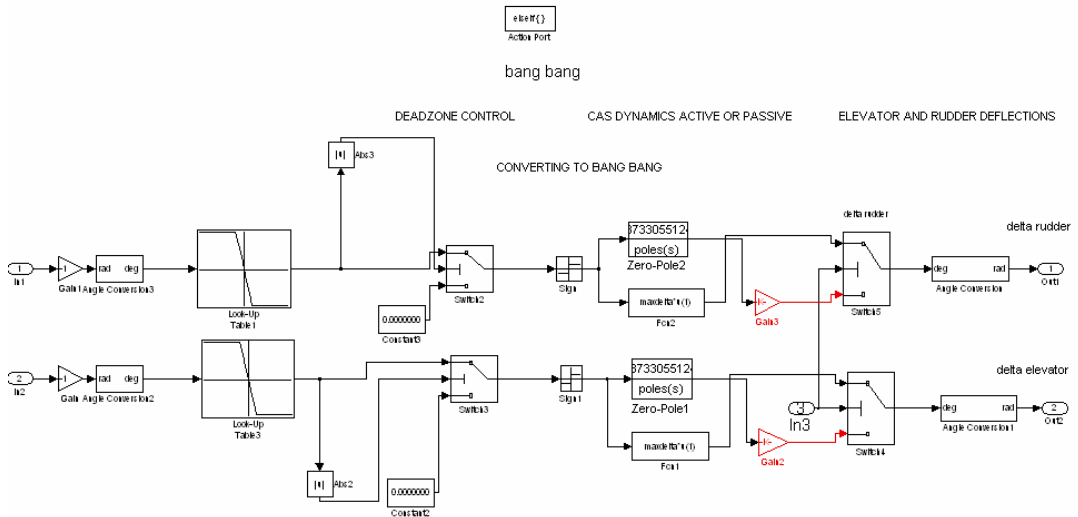 elseif { }
Action Port
bang bang
DEADZONE CONTROL
CAS DYNAMICS ACTIVE OR PASSIVE
ELEVATOR AND RUDDER DEFLECTIONS
|u|
Abs3
CONVERTING TO BANG BANG
delta rudder
delta rudder
1
In1
-1
Gain1
rad deg
Angle Conversion3
Look-Up
Table1
0.0000000
Constant3
Switch2
Sign
873305512
poles(s)
Zero-Pole2
maxdelta*u(1)
Fcn2
-K-
Gain3
Switch5
deg rad
Angle Conversion
1
Out1
2
In2
-1
Gain
rad deg
Angle Conversion2
Look-Up
Table3
|u|
Abs2
0.0000000
Constant2
Switch3
Sign1
873305512
poles(s)
Zero-Pole1
maxdelta*u(1)
Fcn1
-K-
Gain2
3
In3
Switch4
delta elevator
deg rad
Angle Conversion1
2
Out2